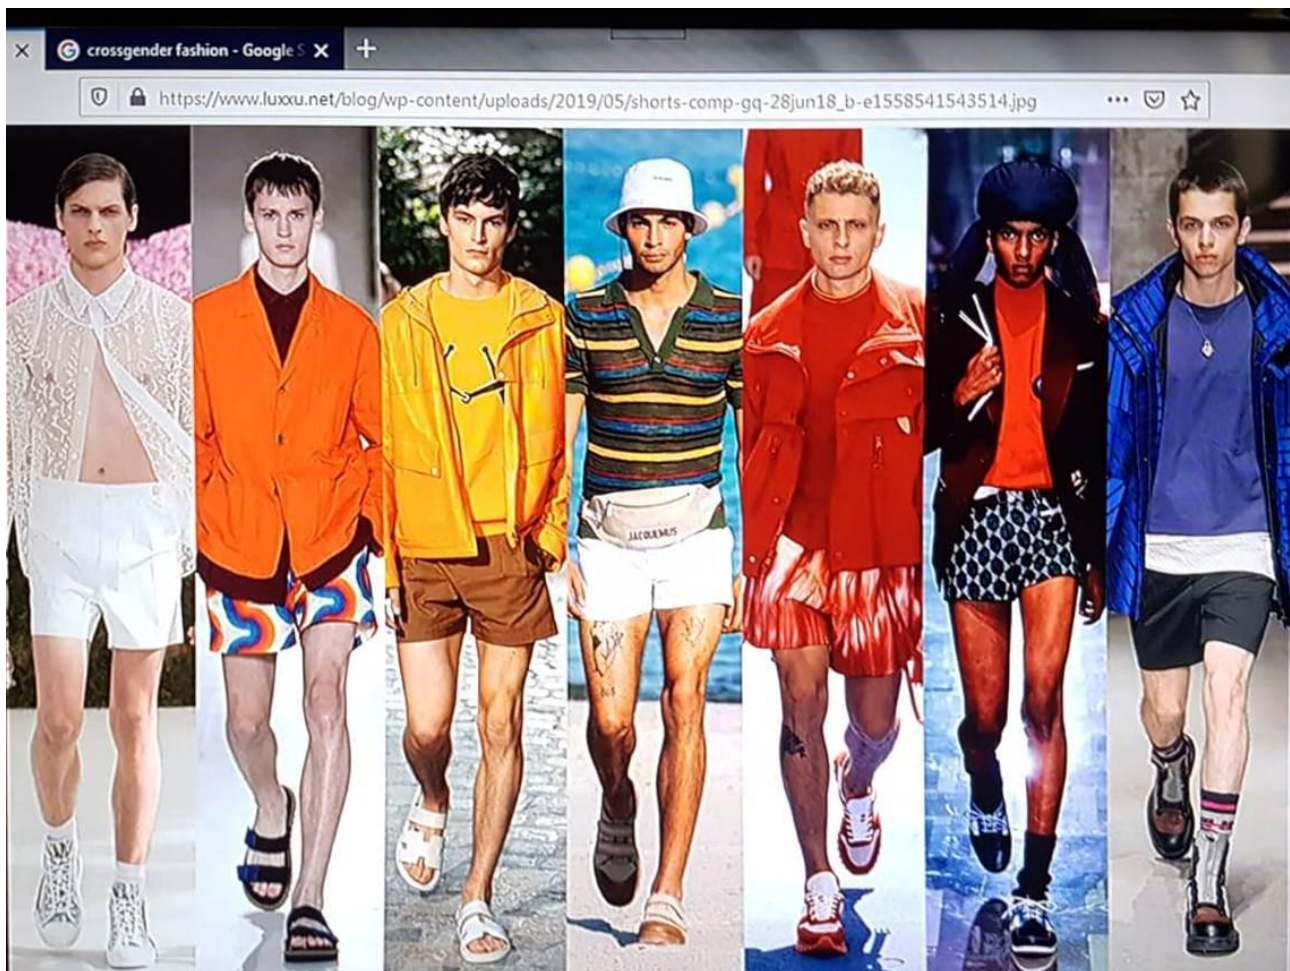 crossgender fashion - Google S
https://www.luxxu.net/blog/wp-content/uploads/2019/05/shorts-comp-gq-28jun18_b-e1558541543514.jpg
JACQUEMUS